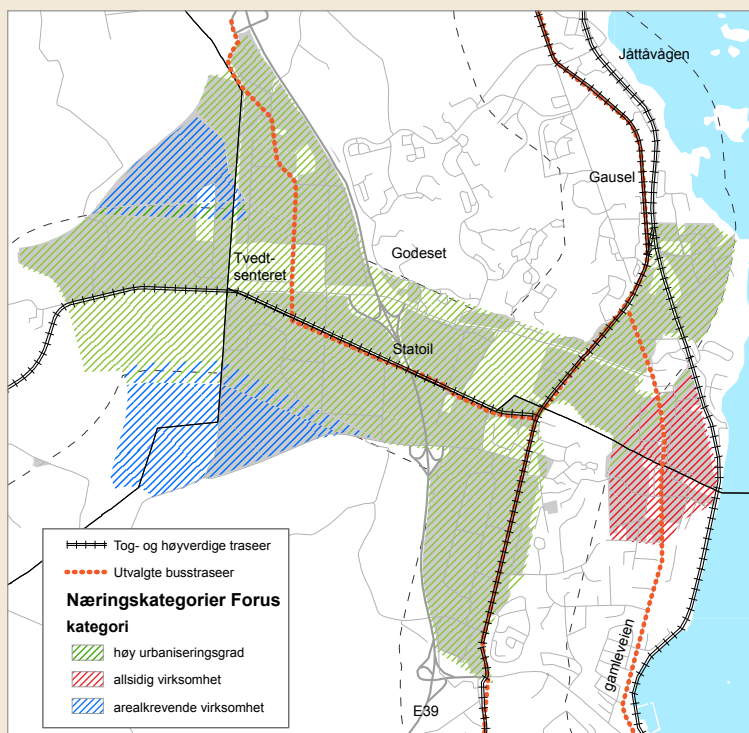 Jåttåvågen
Gausel
Godeset
Tvedt-
senteret
Statoil
gamleveien
E39
Tog- og høyverdige traseer
Utvalgte busstraseer
Næringskategorier Forus
kategori
høy urbaniseringsgrad
allsidig virksomhet
arealkrevende virksomhet